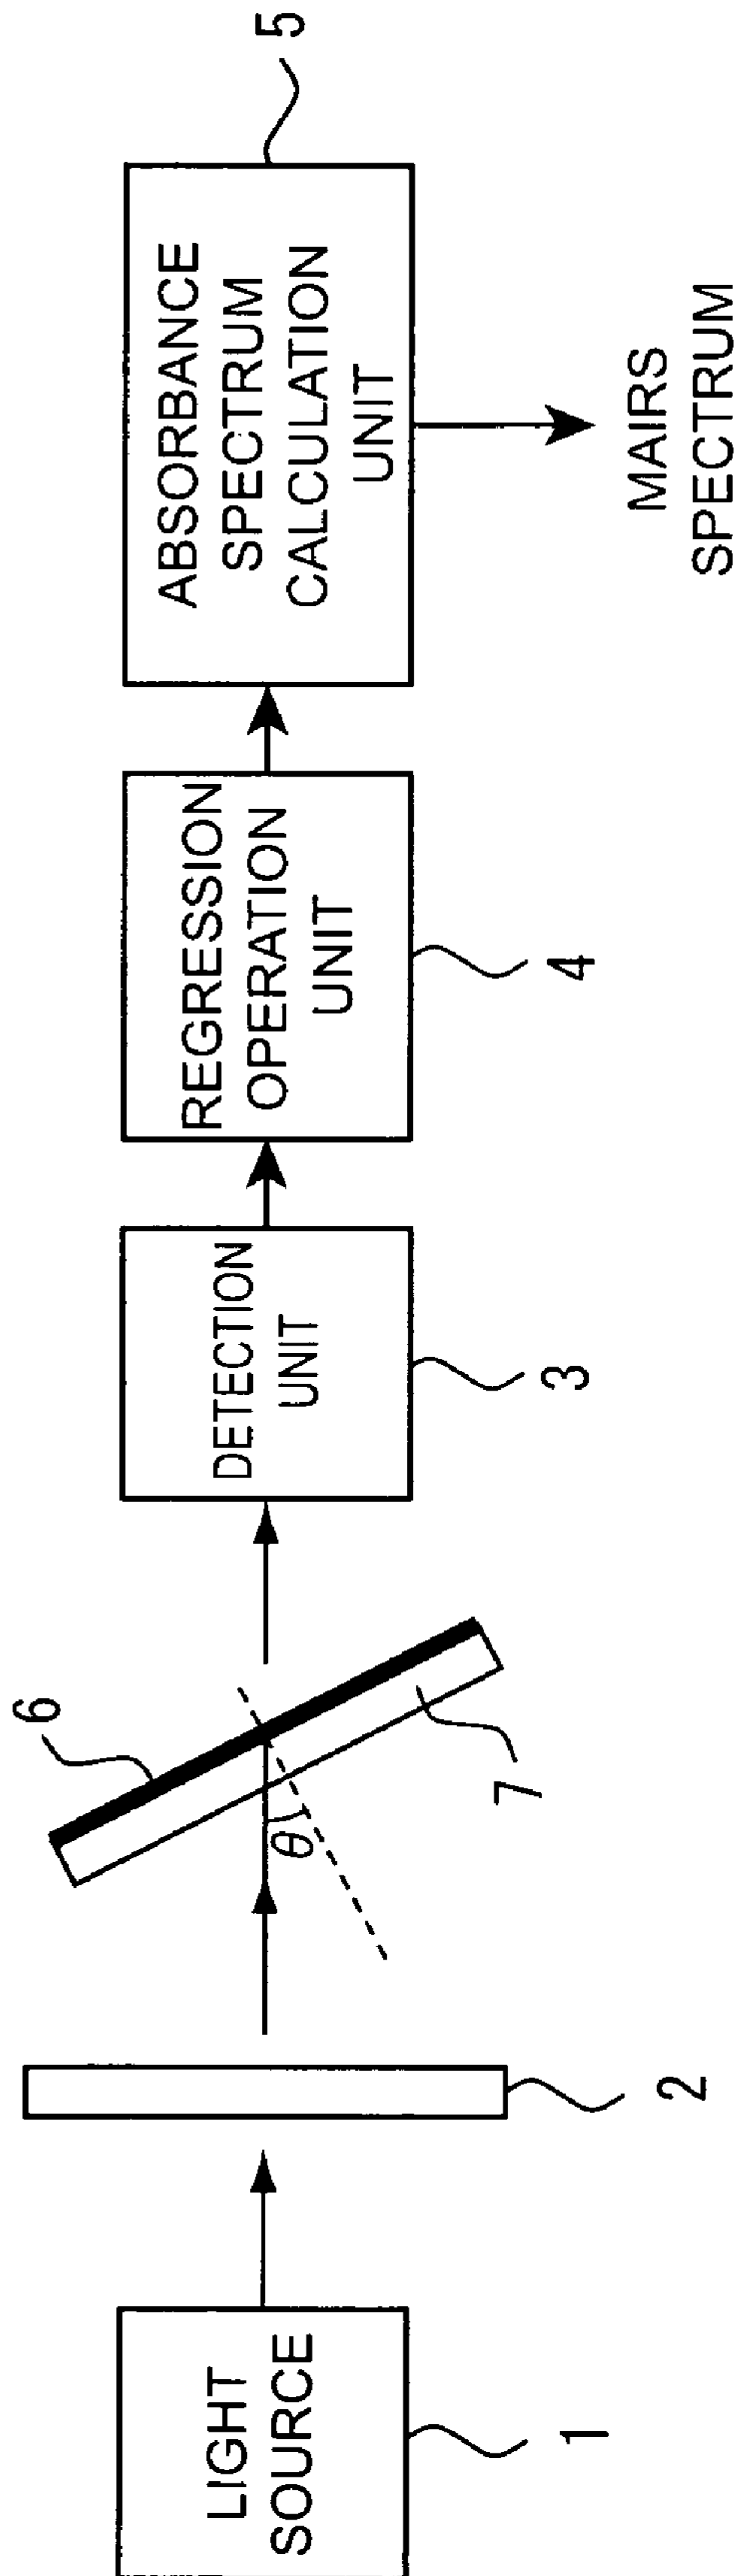 LIGHT
SOURCE
1
2
θ
6
7
DETECTION
UNIT
3
REGRESSION
OPERATION
UNIT
4
ABSORBANCE
SPECTRUM
CALCULATION
UNIT
5
MAIRS
SPECTRUM